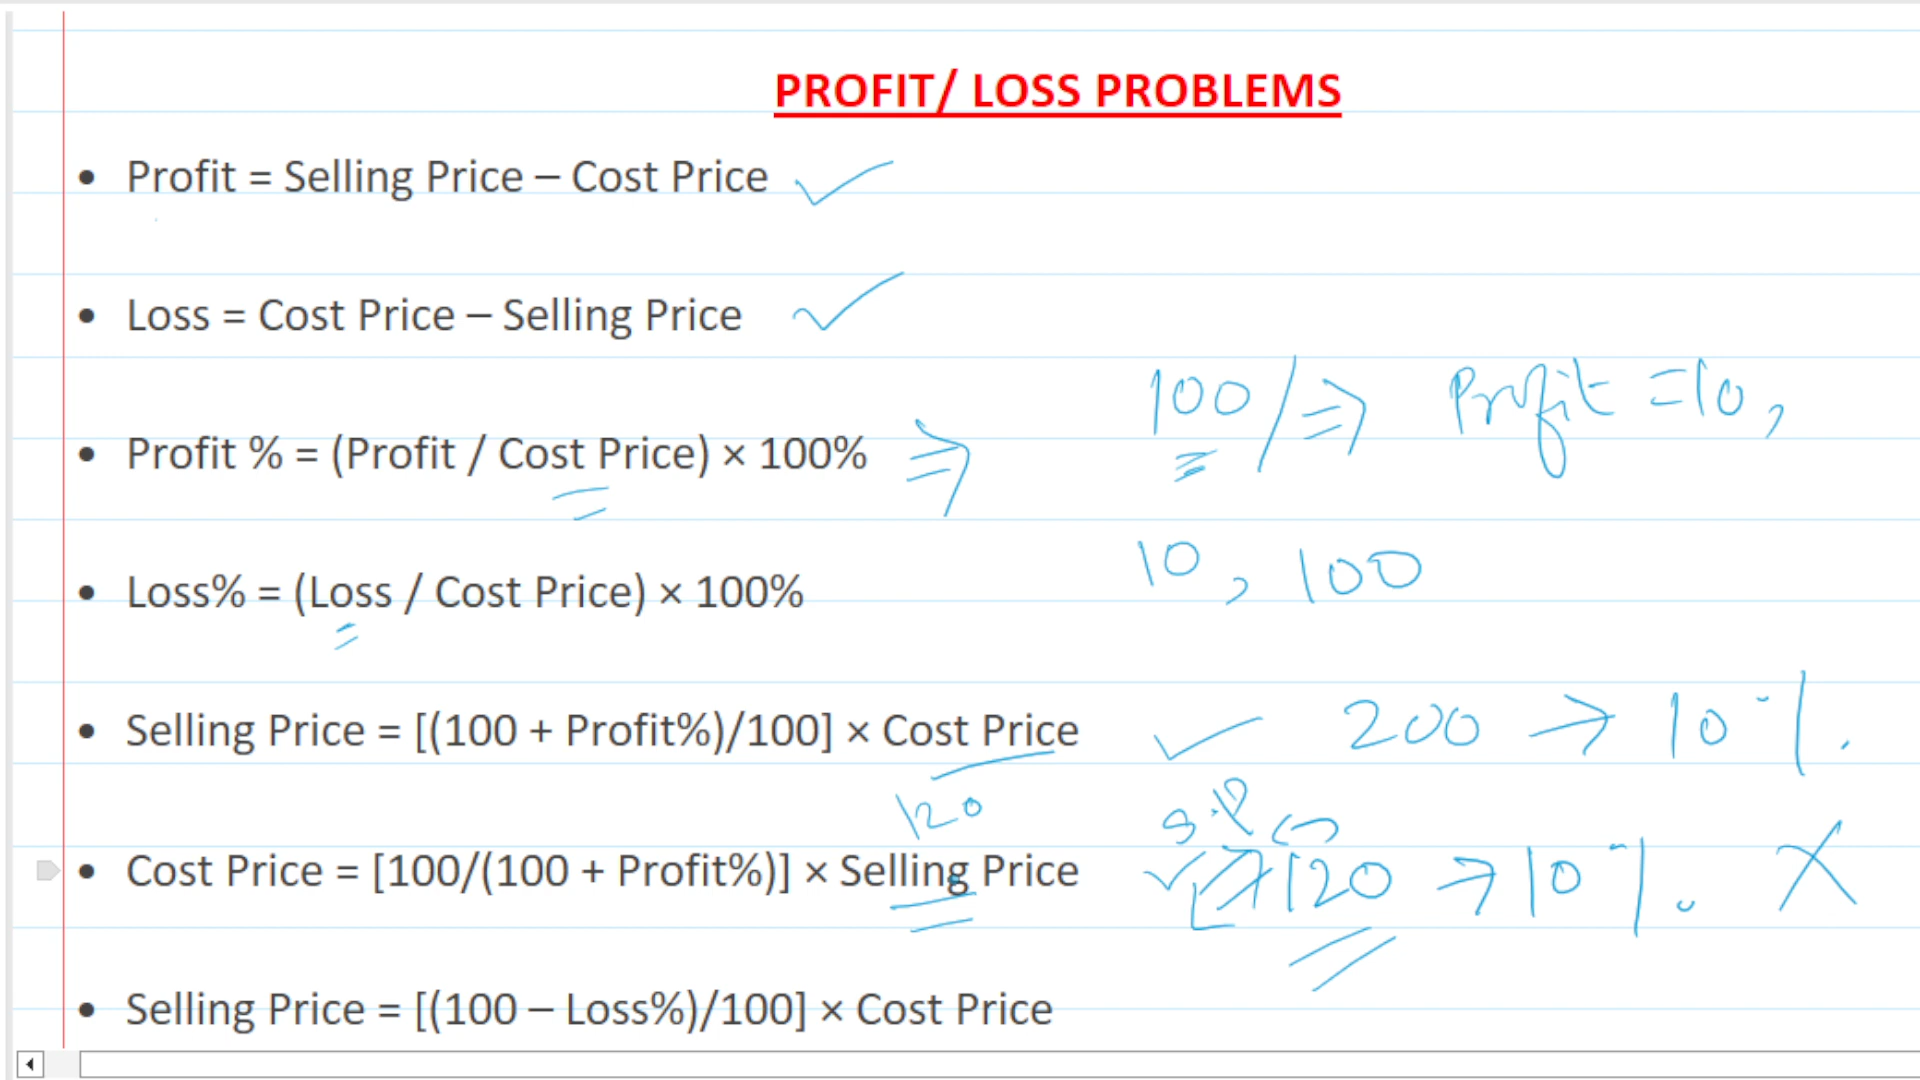 PROFIT/ LOSS PROBLEMS
• Profit = Selling Price – Cost Price
• Loss = Cost Price – Selling Price
100 / ⇒ Profit = 10,
• Profit % = (Profit / Cost Price) × 100% ⇒
10, 100
• Loss% = (Loss / Cost Price) × 100%
• Selling Price = [(100 + Profit%)/100] × Cost Price ✓ 200 → 10 %.
120
S.P
• Cost Price = [100/(100 + Profit%)] × Selling Price ✓ 120 → 10 %. X
• Selling Price = [(100 – Loss%)/100] × Cost Price